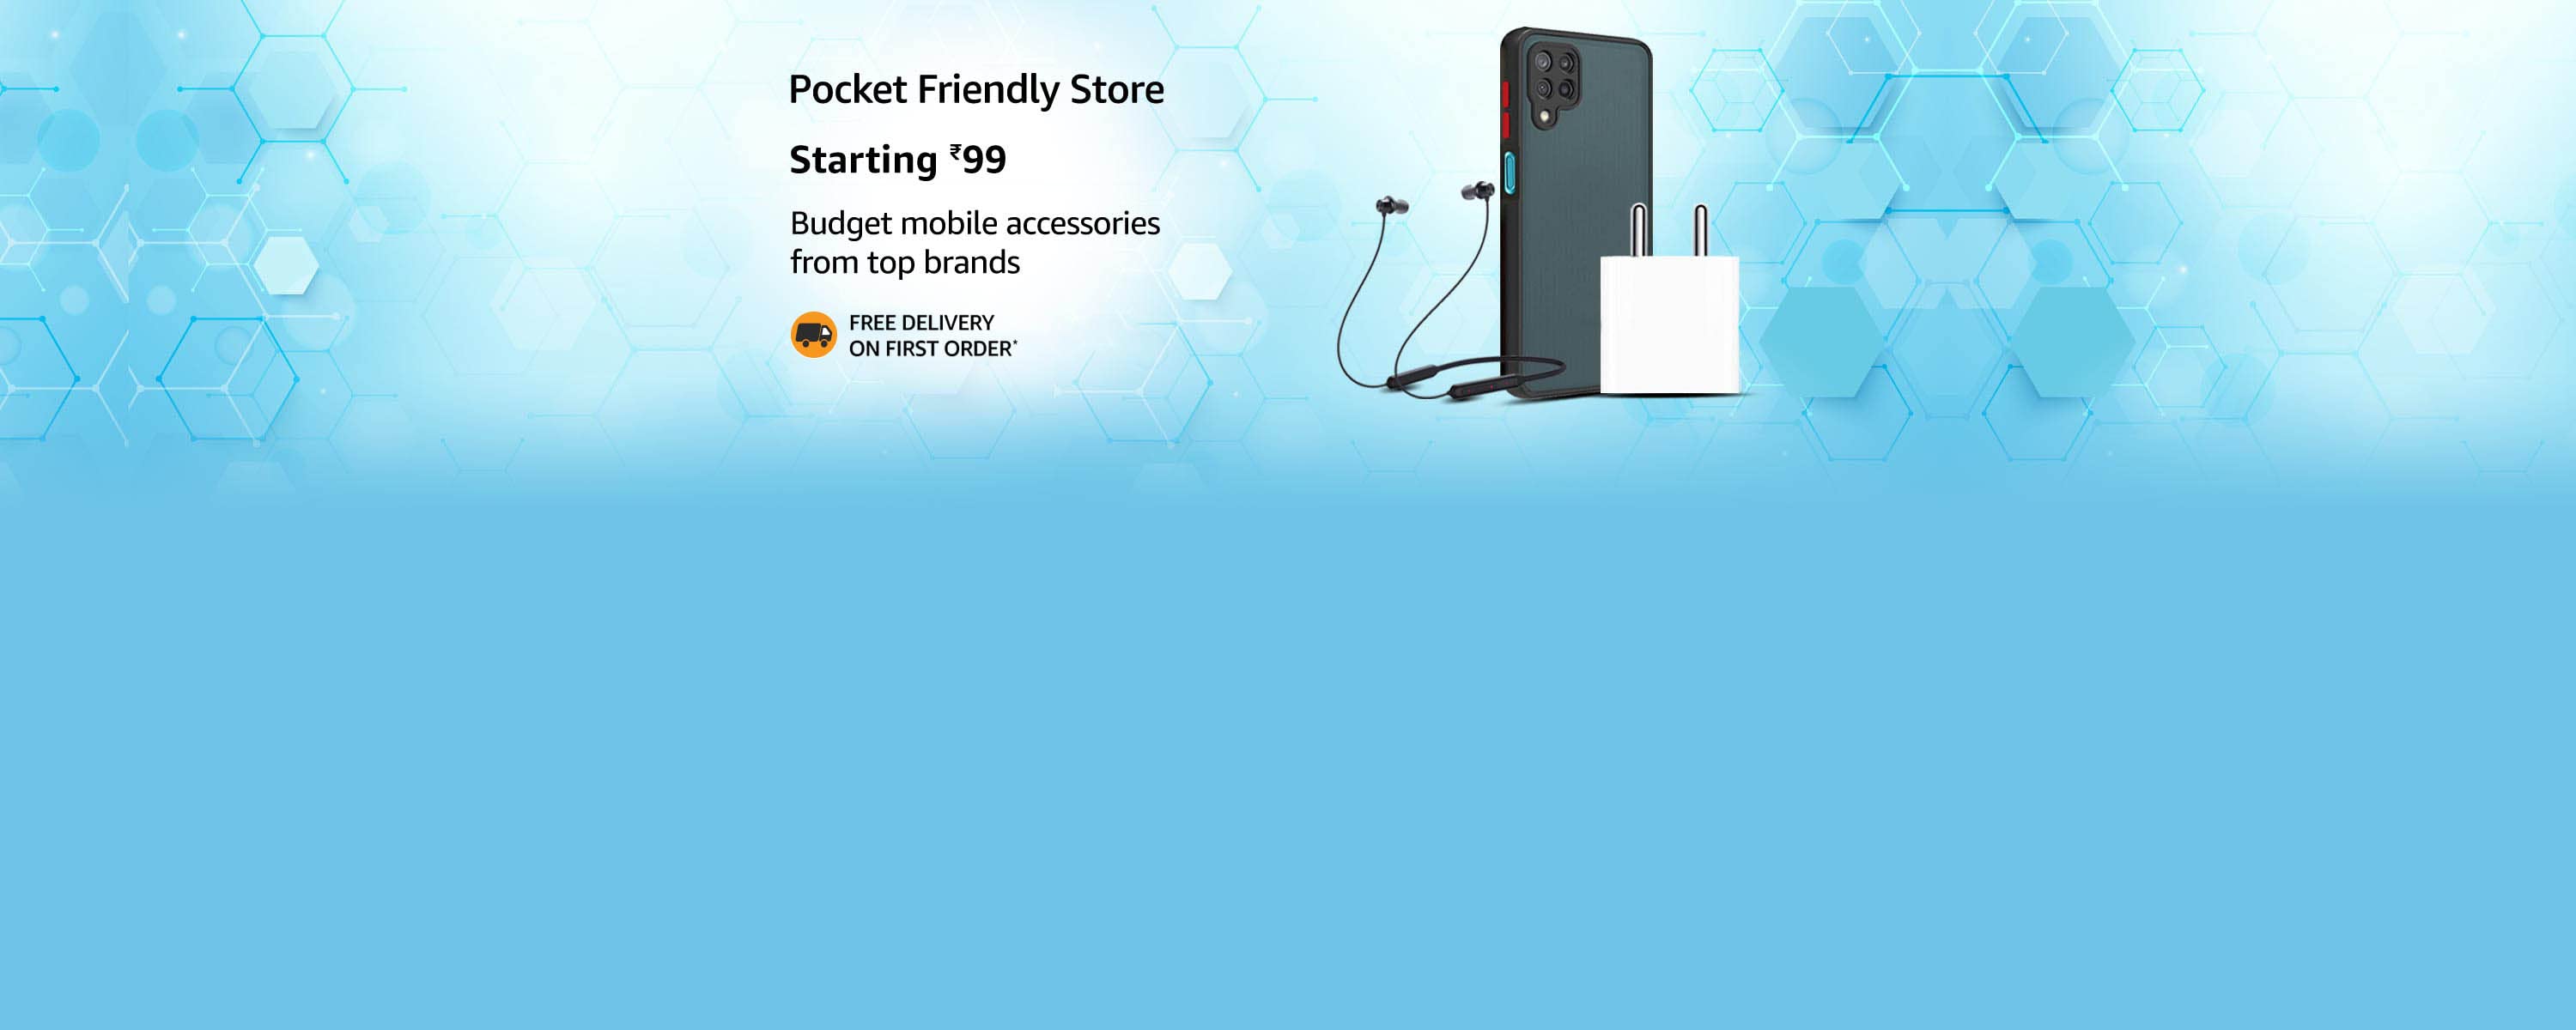 Pocket Friendly Store
Starting ₹99
Budget mobile accessories
from top brands
FREE DELIVERY
ON FIRST ORDER*